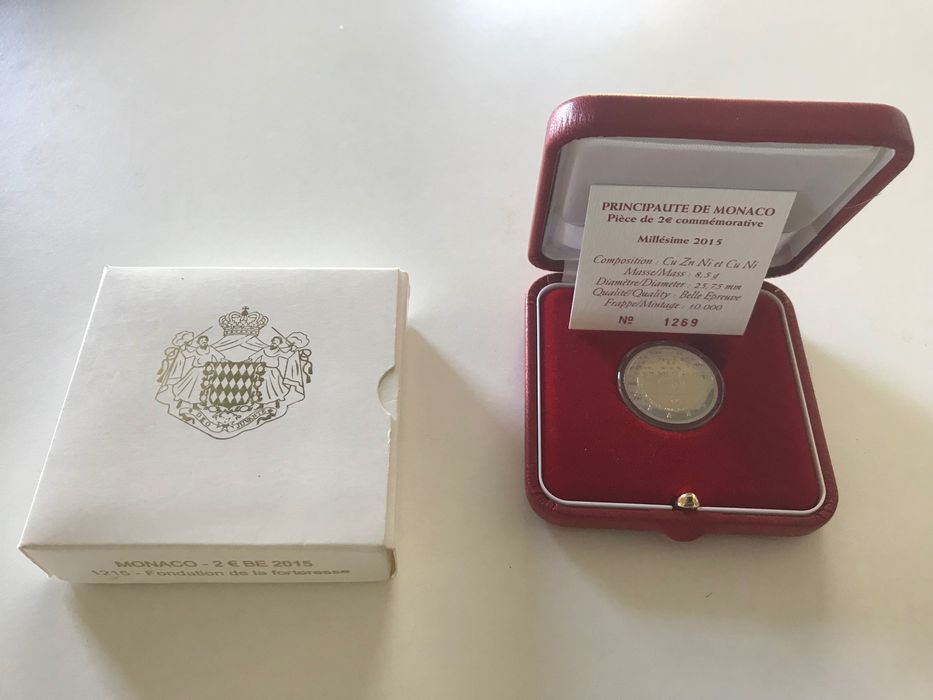 MONACO - 2 € BE 2015
1215 - Fondation de la forteresse
PRINCIPAUTE DE MONACO
Pièce de 2€ commémorative
Millésime 2015
Composition : Cu Zn Ni et Cu Ni
Masse/Mass : 8,5 g
Diamètre/Diameter : 25,75 mm
Qualité/Quality : Belle Epreuve
Frappe/Mintage : 10.000
№ 1269